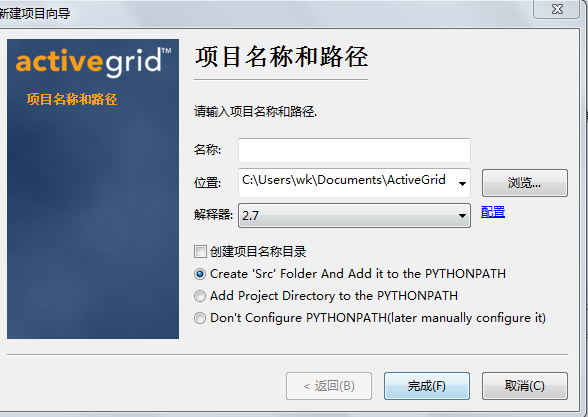 新建项目向导
activegrid™
项目名称和路径
项目名称和路径
请输入项目名称和路径.
名称:
位置: C:\Users\wk\Documents\ActiveGrid 浏览...
解释器: 2.7 配置
创建项目名称目录
Create 'Src' Folder And Add it to the PYTHONPATH
Add Project Directory to the PYTHONPATH
Don't Configure PYTHONPATH(later manually configure it)
< 返回(B) 完成(F) 取消(C)